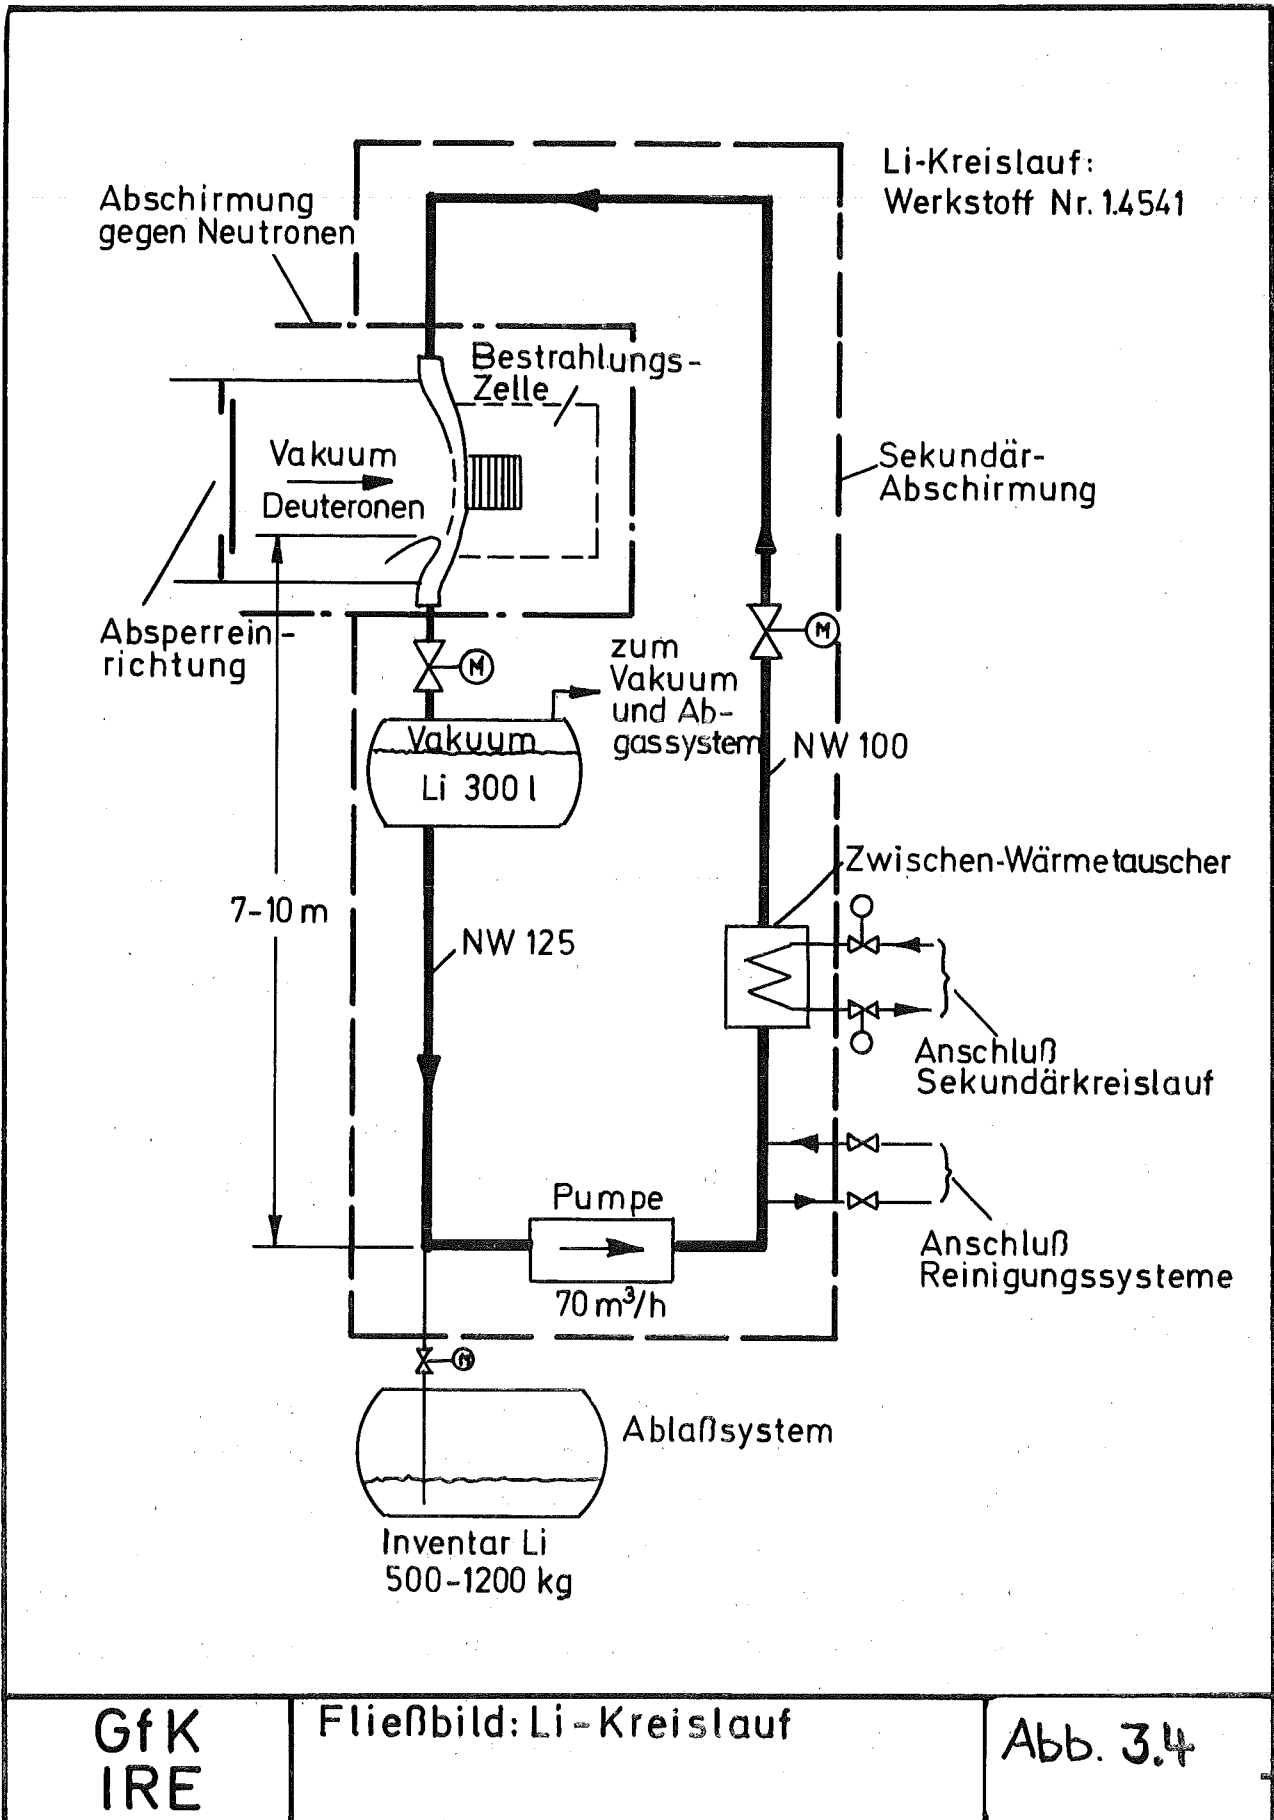 Li-Kreislauf:
Werkstoff Nr. 1.4541
Abschirmung
gegen Neutronen
Bestrahlungs-
Zelle
Vakuum
Deuteronen
Sekundär-
Abschirmung
Absperrein-
richtung
M
M
zum
Vakuum
und Ab-
gassystem
Vakuum
Li 300 l
NW 100
Zwischen-Wärmetauscher
7-10 m
NW 125
Anschluß
Sekundärkreislauf
Pumpe
70 m³/h
Anschluß
Reinigungssysteme
M
Ablaßsystem
Inventar Li
500-1200 kg
GfK
IRE
Fließbild: Li-Kreislauf
Abb. 3.4